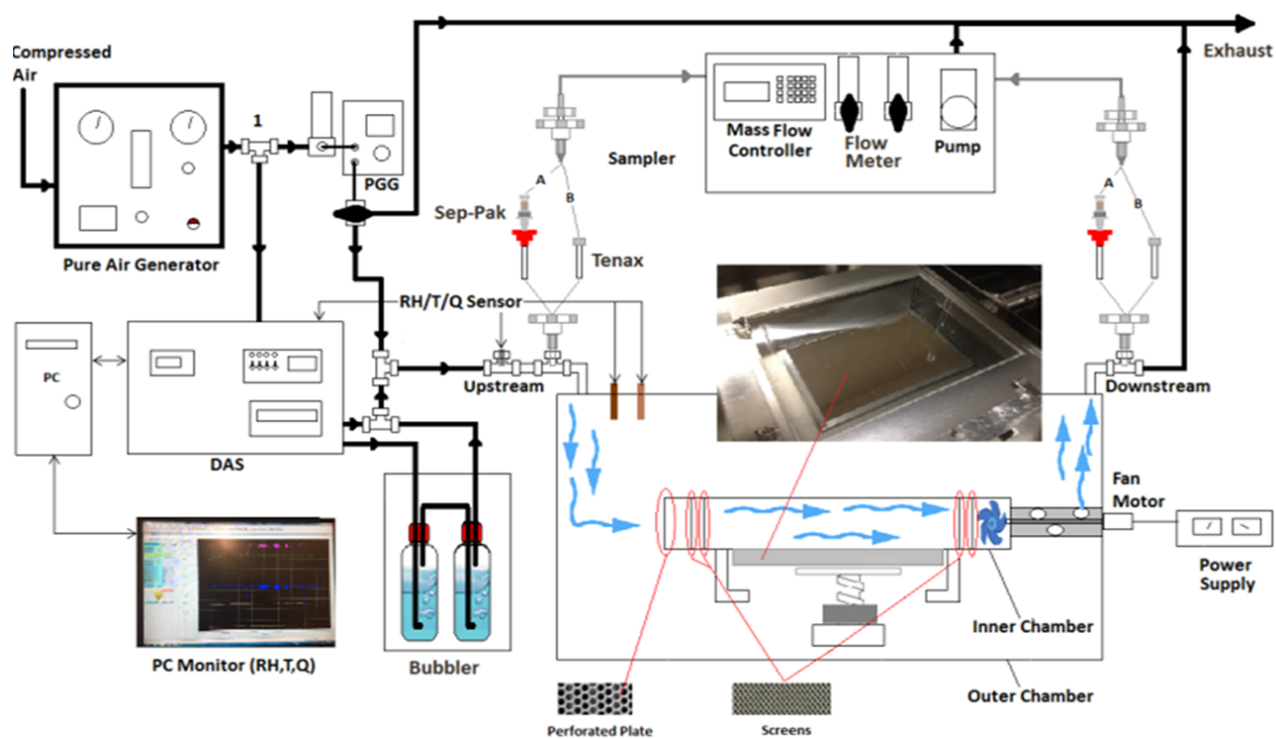 Compressed
Air
1
PGG
Pure Air Generator
Exhaust
Mass Flow
Controller
Flow
Meter
Pump
Sampler
A
B
Sep-Pak
Tenax
A
B
RH/T/Q Sensor
PC
DAS
Upstream
Downstream
Fan
Motor
Power
Supply
PC Monitor (RH,T,Q)
Bubbler
Inner Chamber
Outer Chamber
Perforated Plate
Screens